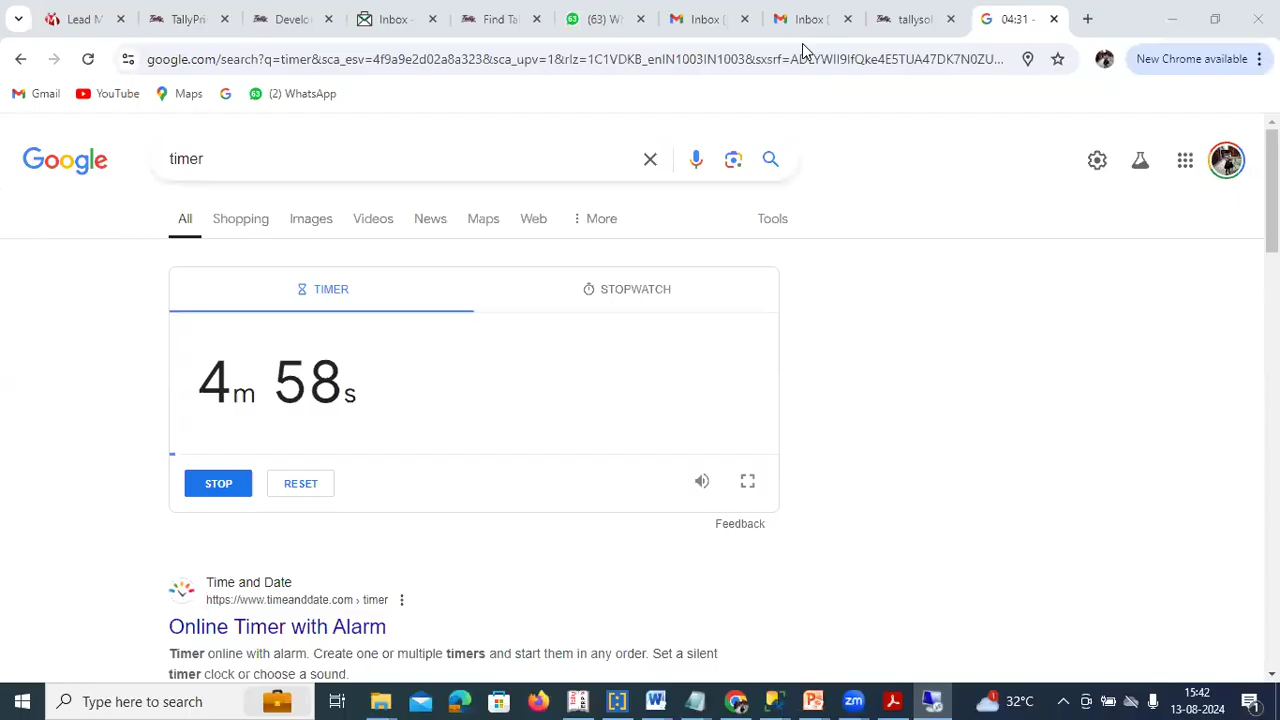 Lead M
TallyPri
Develo
Inbox -
Find Tal
(63) W
Inbox (
Inbox (
tallysol
04:31 -
google.com/search?q=timer&sca_esv=4f9a9e2d02a8a323&sca_upv=1&rlz=1C1VDKB_enIN1003IN1003&sxsrf=
New Chrome available
Gmail
YouTube
Maps
(2) WhatsApp
Google
timer
All
Shopping
Images
Videos
News
Maps
Web
More
Tools
TIMER
STOPWATCH
4m 58s
STOP
RESET
Feedback
Time and Date
https://www.timeanddate.com › timer
Online Timer with Alarm
Timer online with alarm. Create one or multiple timers and start them in any order. Set a silent
timer clock or choose a sound.
Type here to search
32°C
15:42
13-08-2024